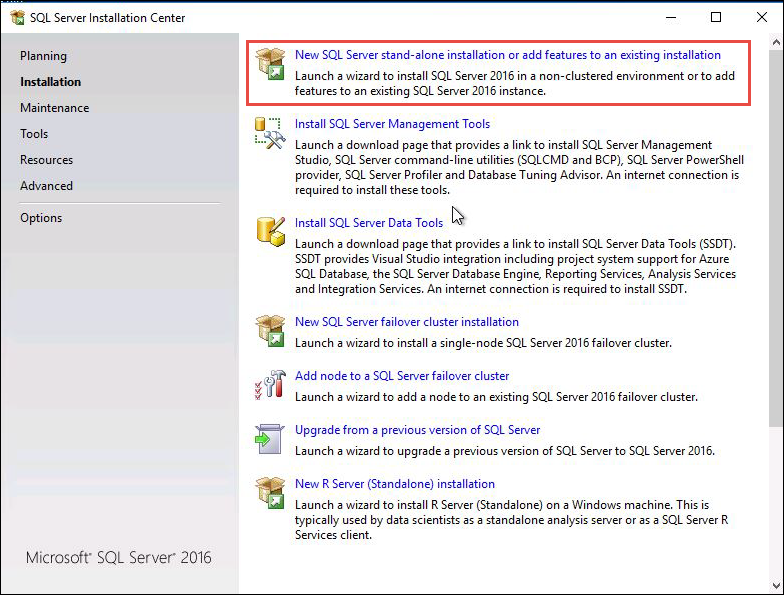 SQL Server Installation Center
Planning
Installation
Maintenance
Tools
Resources
Advanced
Options
New SQL Server stand-alone installation or add features to an existing installation
Launch a wizard to install SQL Server 2016 in a non-clustered environment or to add
features to an existing SQL Server 2016 instance.
Install SQL Server Management Tools
Launch a download page that provides a link to install SQL Server Management
Studio, SQL Server command-line utilities (SQLCMD and BCP), SQL Server PowerShell
provider, SQL Server Profiler and Database Tuning Advisor. An internet connection is
required to install these tools.
Install SQL Server Data Tools
Launch a download page that provides a link to install SQL Server Data Tools (SSDT).
SSDT provides Visual Studio integration including project system support for Azure
SQL Database, the SQL Server Database Engine, Reporting Services, Analysis Services
and Integration Services. An internet connection is required to install SSDT.
New SQL Server failover cluster installation
Launch a wizard to install a single-node SQL Server 2016 failover cluster.
Add node to a SQL Server failover cluster
Launch a wizard to add a node to an existing SQL Server 2016 failover cluster.
Upgrade from a previous version of SQL Server
Launch a wizard to upgrade a previous version of SQL Server to SQL Server 2016.
New R Server (Standalone) installation
Launch a wizard to install R Server (Standalone) on a Windows machine. This is
typically used by data scientists as a standalone analysis server or as a SQL Server R
Services client.
Microsoft® SQL Server® 2016